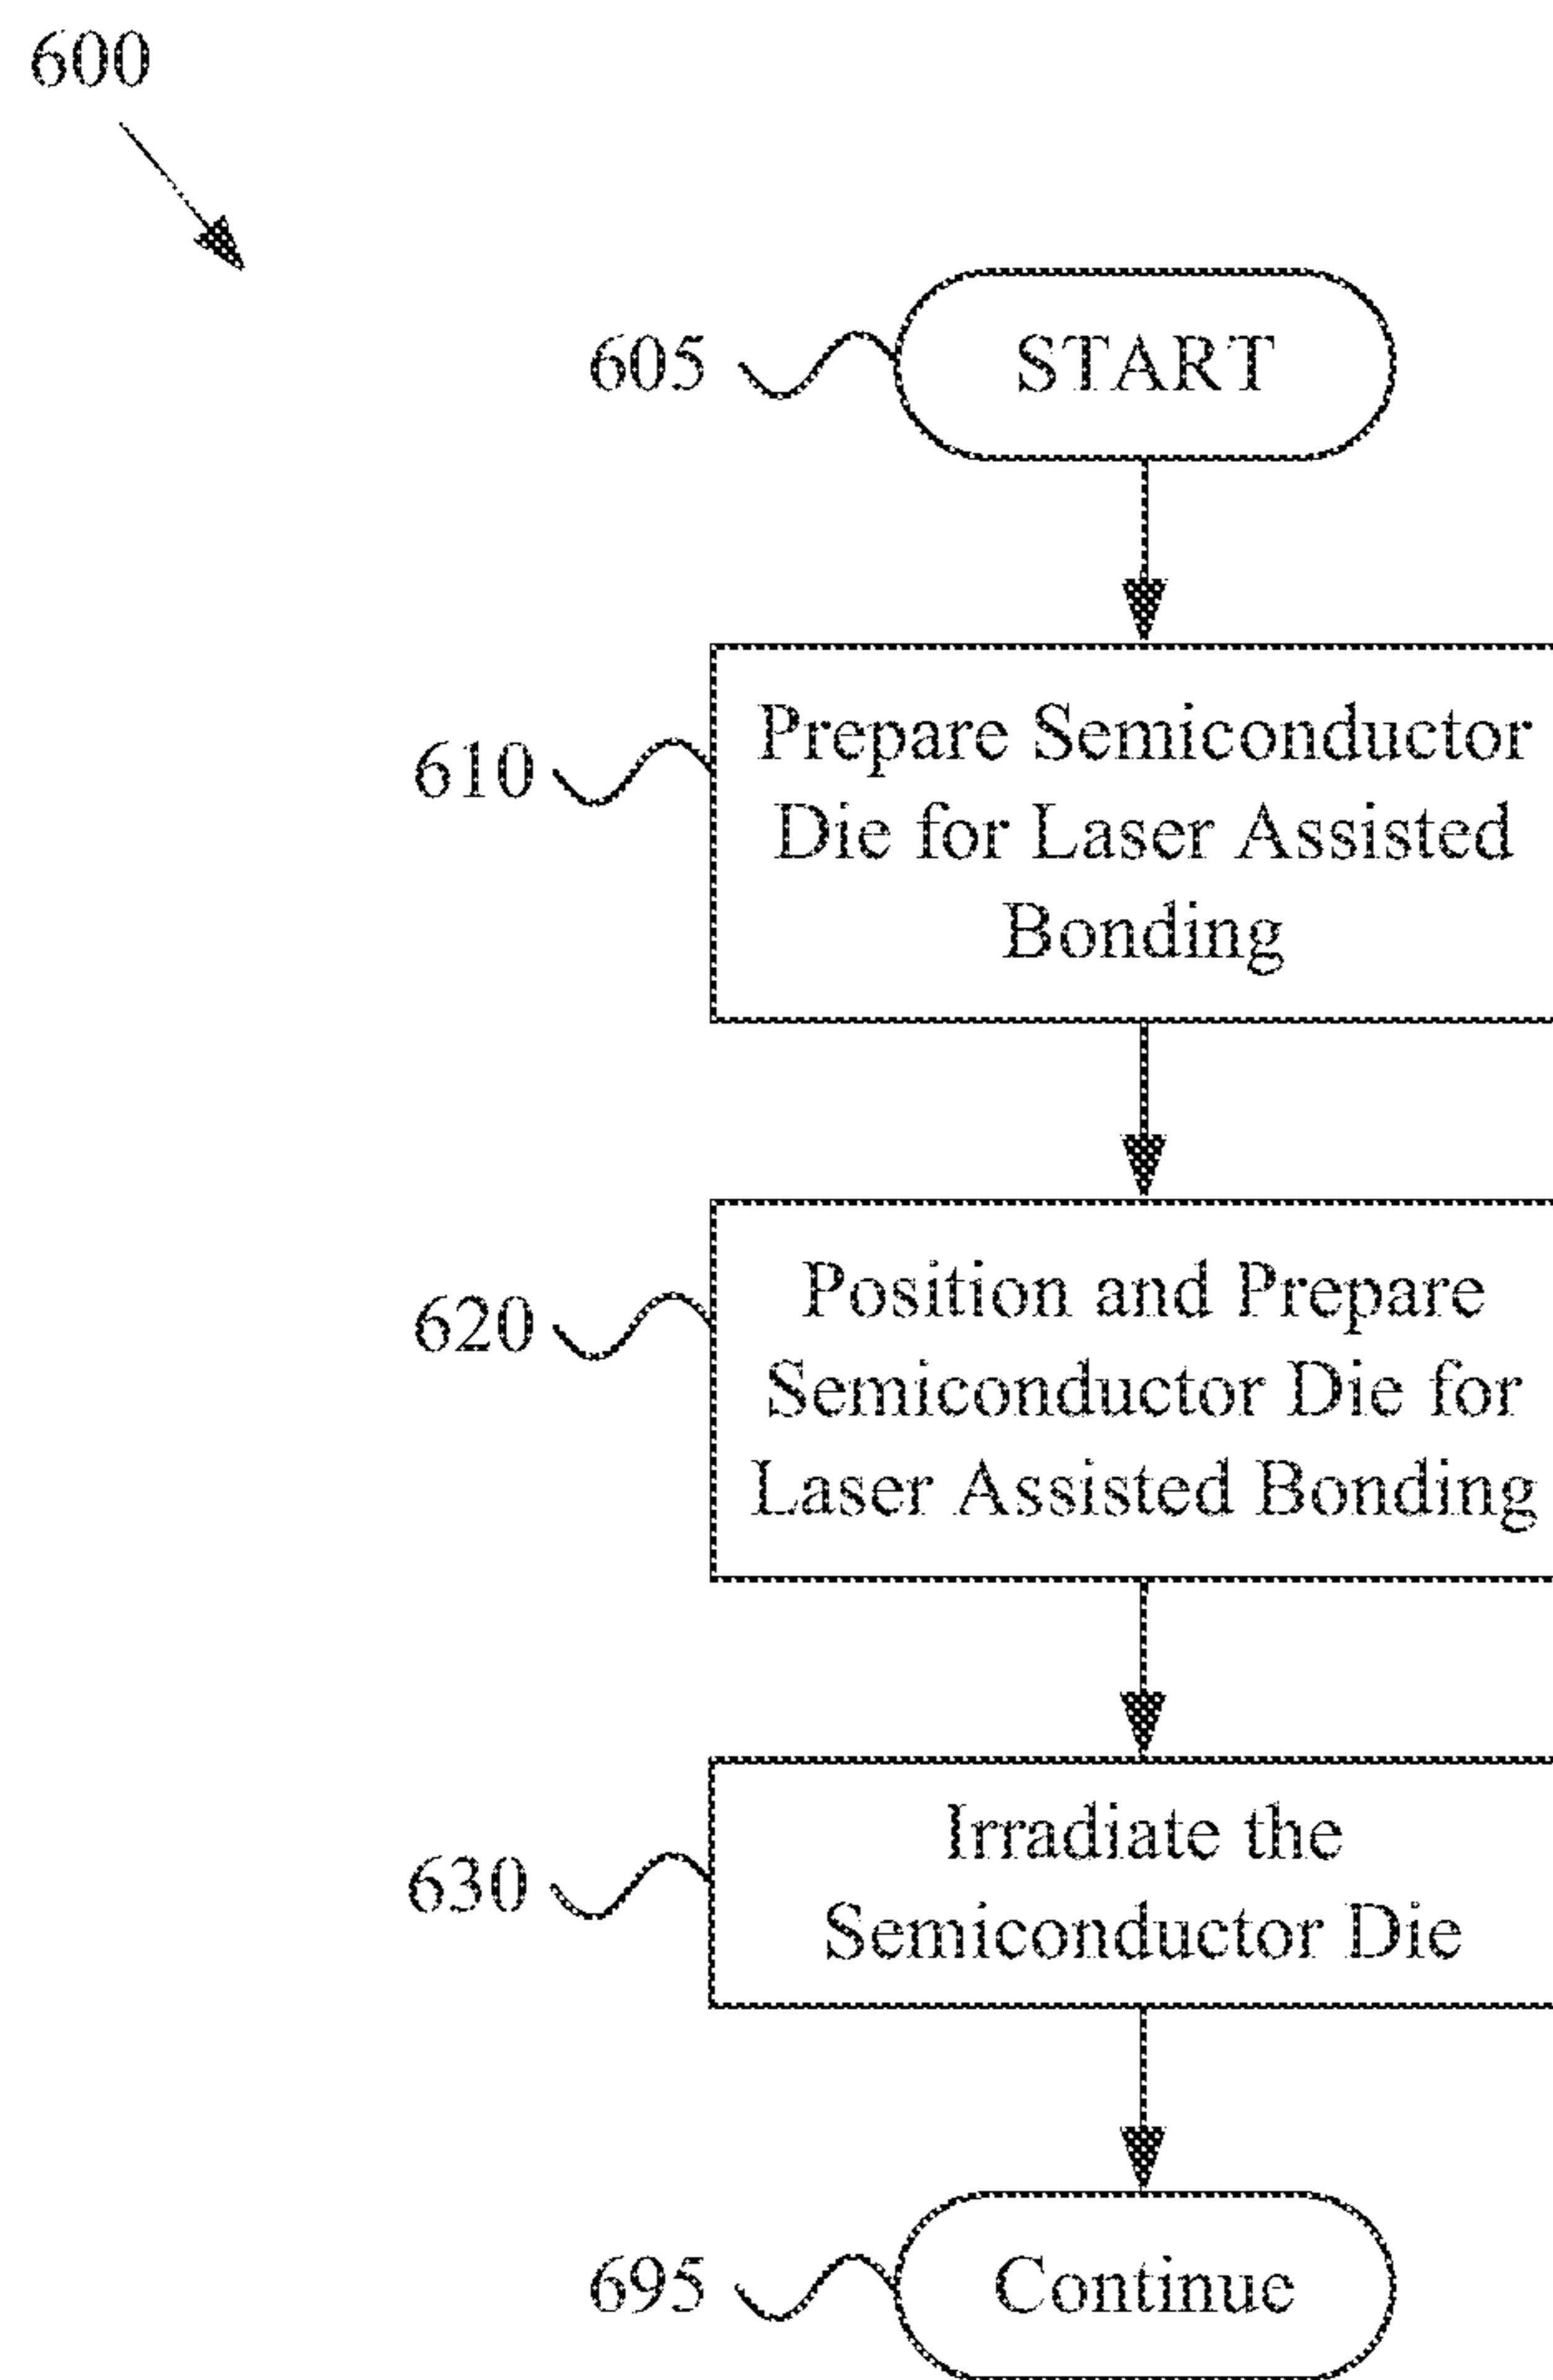 600
605
START
610
Prepare Semiconductor
Die for Laser Assisted
Bonding
620
Position and Prepare
Semiconductor Die for
Laser Assisted Bonding
630
Irradiate the
Semiconductor Die
695
Continue